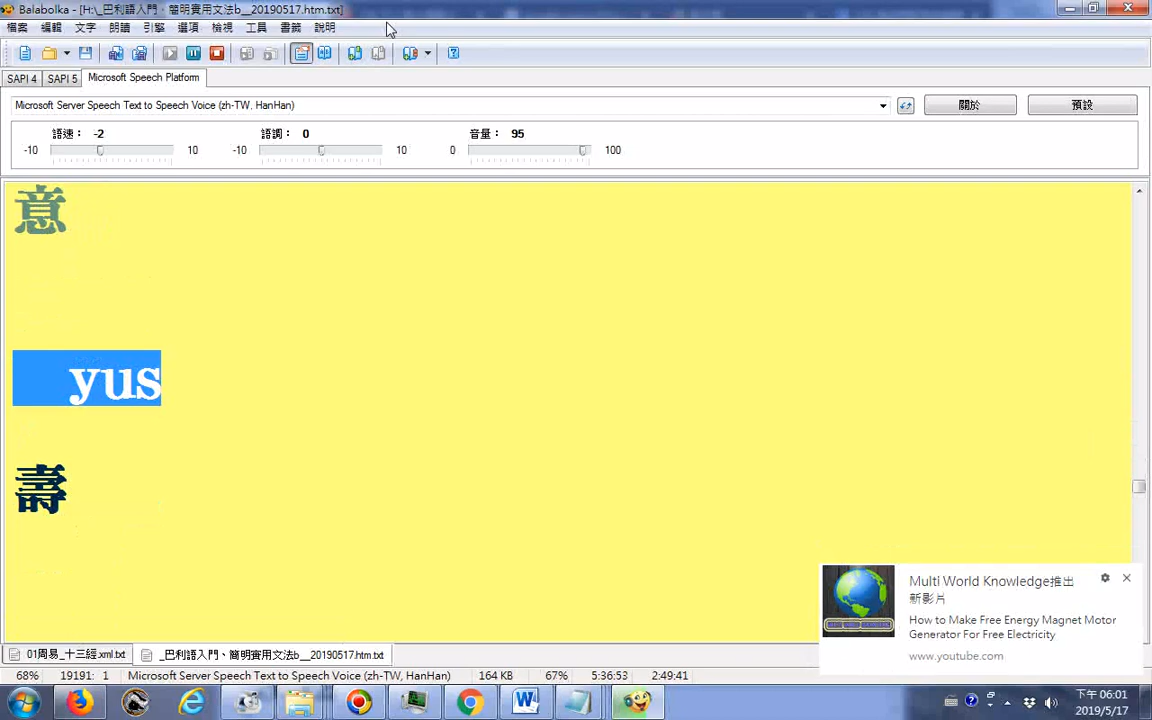 Balabolka - [H:\_巴利語入門、簡明實用文法b__20190517.htm.txt]
檔案 編輯 文字 朗讀 引擎 選項 檢視 工具 書籤 說明
SAPI 4 SAPI 5 Microsoft Speech Platform
Microsoft Server Speech Text to Speech Voice (zh-TW, HanHan) 關於 預設
語速： -2 語調： 0 音量： 95
-10 10 -10 10 0 100
意
yus
壽
Multi World Knowledge推出
新影片
How to Make Free Energy Magnet Motor
Generator For Free Electricity
www.youtube.com
01周易_十三經.xml.txt _巴利語入門、簡明實用文法b__20190517.htm.txt
68% 19191: 1 Microsoft Server Speech Text to Speech Voice (zh-TW, HanHan) 164 KB 67% 5:36:53 2:49:41
下午 06:01
2019/5/17